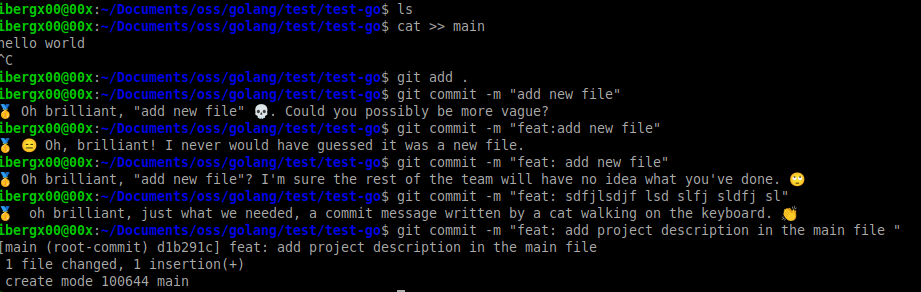 ibergx00@00x:~/Documents/oss/golang/test/test-go$ ls
ibergx00@00x:~/Documents/oss/golang/test/test-go$ cat >> main
hello world
^C
ibergx00@00x:~/Documents/oss/golang/test/test-go$ git add .
ibergx00@00x:~/Documents/oss/golang/test/test-go$ git commit -m "add new file"
🥇 Oh brilliant, "add new file" 💀. Could you possibly be more vague?
ibergx00@00x:~/Documents/oss/golang/test/test-go$ git commit -m "feat:add new file"
🥇 😑 Oh, brilliant! I never would have guessed it was a new file.
ibergx00@00x:~/Documents/oss/golang/test/test-go$ git commit -m "feat: add new file"
🥇 Oh brilliant, "add new file"? I'm sure the rest of the team will have no idea what you've done. 🙄
ibergx00@00x:~/Documents/oss/golang/test/test-go$ git commit -m "feat: sdfjlsdjf lsd slfj sldfj sl"
🥇  oh brilliant, just what we needed, a commit message written by a cat walking on the keyboard. 👏
ibergx00@00x:~/Documents/oss/golang/test/test-go$ git commit -m "feat: add project description in the main file "
[main (root-commit) d1b291c] feat: add project description in the main file
 1 file changed, 1 insertion(+)
 create mode 100644 main